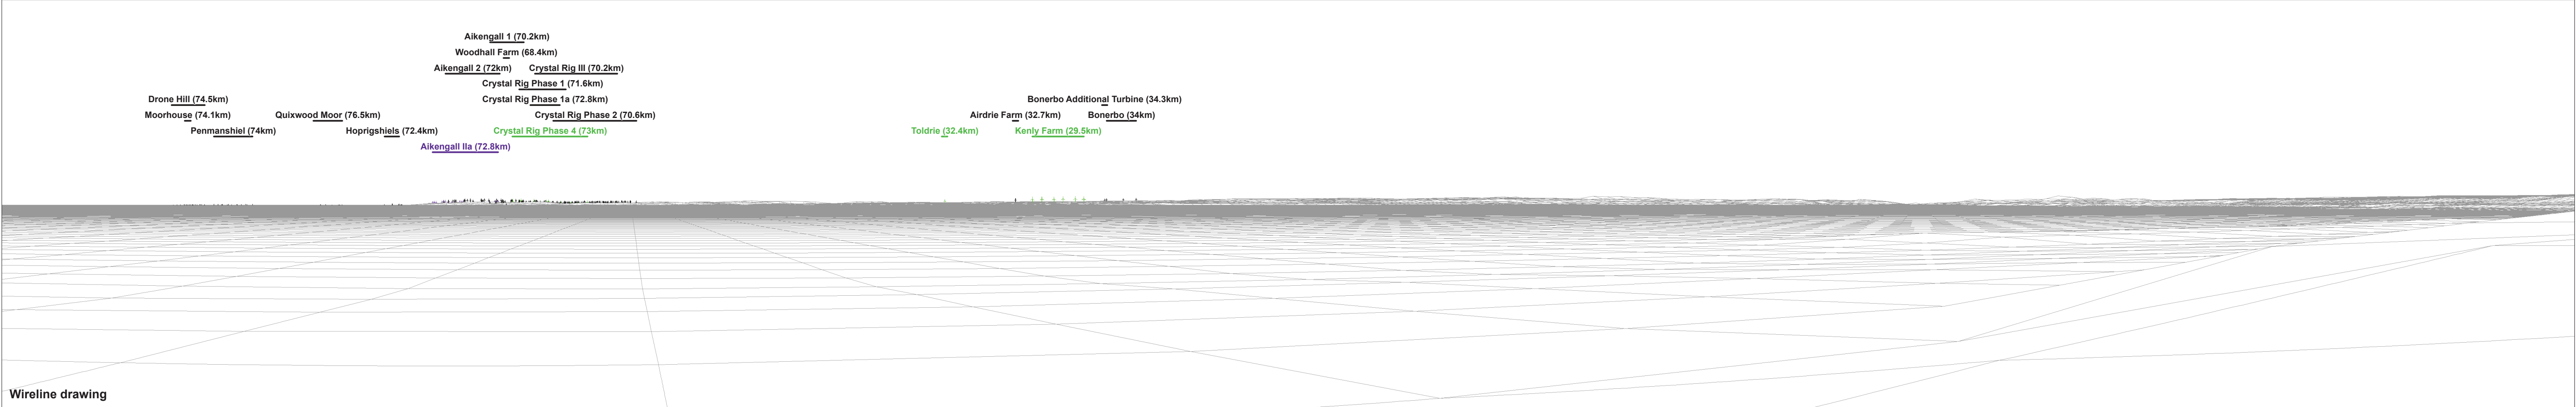 Aikengall 1 (70.2km)
Woodhall Farm (68.4km)
Aikengall 2 (72km) Crystal Rig III (70.2km)
Crystal Rig Phase 1 (71.6km)
Drone Hill (74.5km) Crystal Rig Phase 1a (72.8km) Bonerbo Additional Turbine (34.3km)
Moorhouse (74.1km) Quixwood Moor (76.5km) Crystal Rig Phase 2 (70.6km) Airdrie Farm (32.7km) Bonerbo (34km)
Penmanshiel (74km) Hoprigshiels (72.4km) Crystal Rig Phase 4 (73km) Toldrie (32.4km) Kenly Farm (29.5km)
Aikengall IIa (72.8km)
Wireline drawing